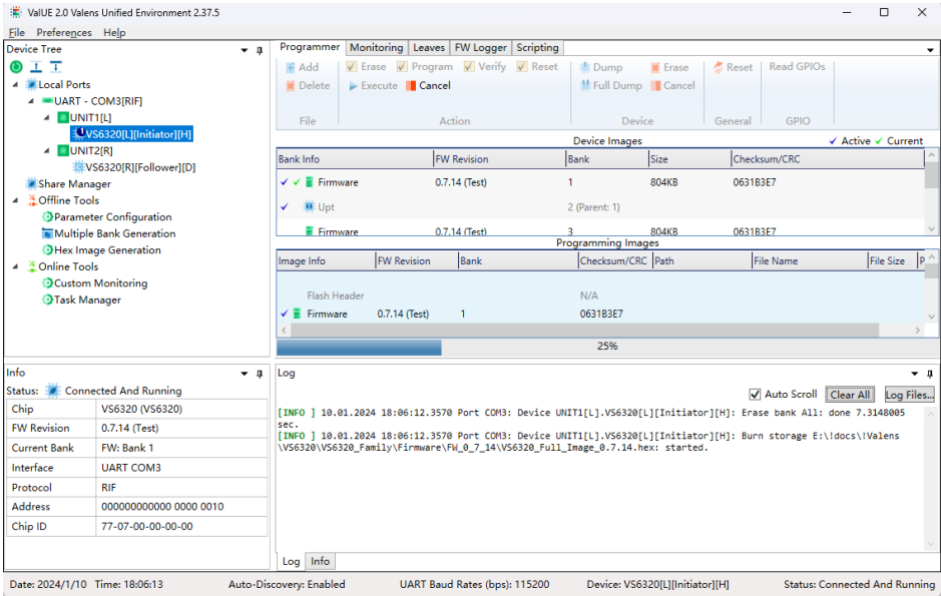 ValUE 2.0 Valens Unified Environment 2.37.5
File Preferences Help
Device Tree
Local Ports
UART - COM3[RIF]
UNIT1[L]
VS6320[L][Initiator][H]
UNIT2[R]
VS6320[R][Follower][D]
Share Manager
Offline Tools
Parameter Configuration
Multiple Bank Generation
Hex Image Generation
Online Tools
Custom Monitoring
Task Manager
Programmer Monitoring Leaves FW Logger Scripting
Add Erase Program Verify Reset Dump Erase Reset Read GPIOs
Delete Execute Cancel Full Dump Cancel
File Action Device General GPIO
Device Images Active Current
Bank Info FW Revision Bank Size Checksum/CRC
Firmware 0.7.14 (Test) 1 804KB 0631B3E7
Upt 2 (Parent: 1)
Firmware 0.7.14 (Test) 3 804KB 0631B3E7
Programming Images
Image Info FW Revision Bank Checksum/CRC Path File Name File Size P
Flash Header N/A
Firmware 0.7.14 (Test) 1 0631B3E7
25%
Info
Status: Connected And Running
Chip VS6320 (VS6320)
FW Revision 0.7.14 (Test)
Current Bank FW: Bank 1
Interface UART COM3
Protocol RIF
Address 000000000000 0000 0010
Chip ID 77-07-00-00-00-00
Log
Auto Scroll Clear All Log Files...
[INFO ] 10.01.2024 18:06:12.3570 Port COM3: Device UNIT1[L].VS6320[L][Initiator][H]: Erase bank All: done 7.3148005
sec.
[INFO ] 10.01.2024 18:06:12.3570 Port COM3: Device UNIT1[L].VS6320[L][Initiator][H]: Burn storage E:\!docs\!Valens
\VS6320\VS6320_Family\Firmware\FW_0_7_14\VS6320_Full_Image_0.7.14.hex: started.
Log Info
Date: 2024/1/10 Time: 18:06:13 Auto-Discovery: Enabled UART Baud Rates (bps): 115200 Device: VS6320[L][Initiator][H] Status: Connected And Running